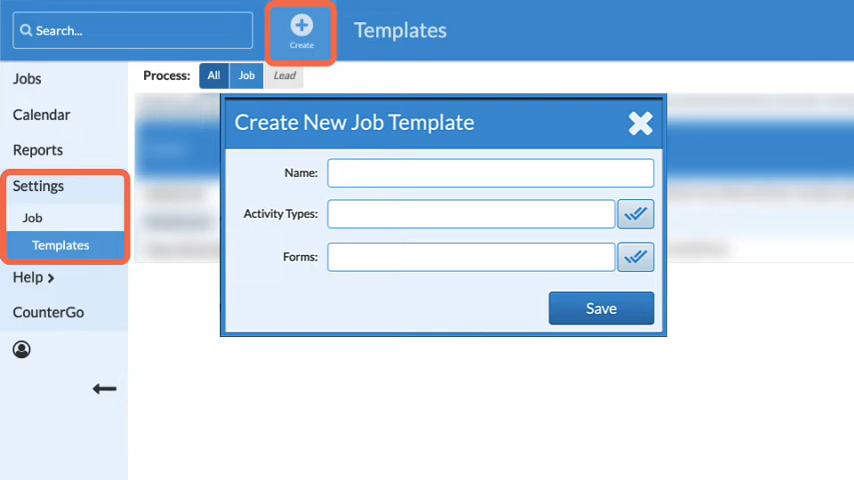 Search...
Create
Templates
Jobs
Calendar
Reports
Settings
Job
Templates
Help
CounterGo
Process: All Job Lead
Create New Job Template
Name:
Activity Types:
Forms:
Save